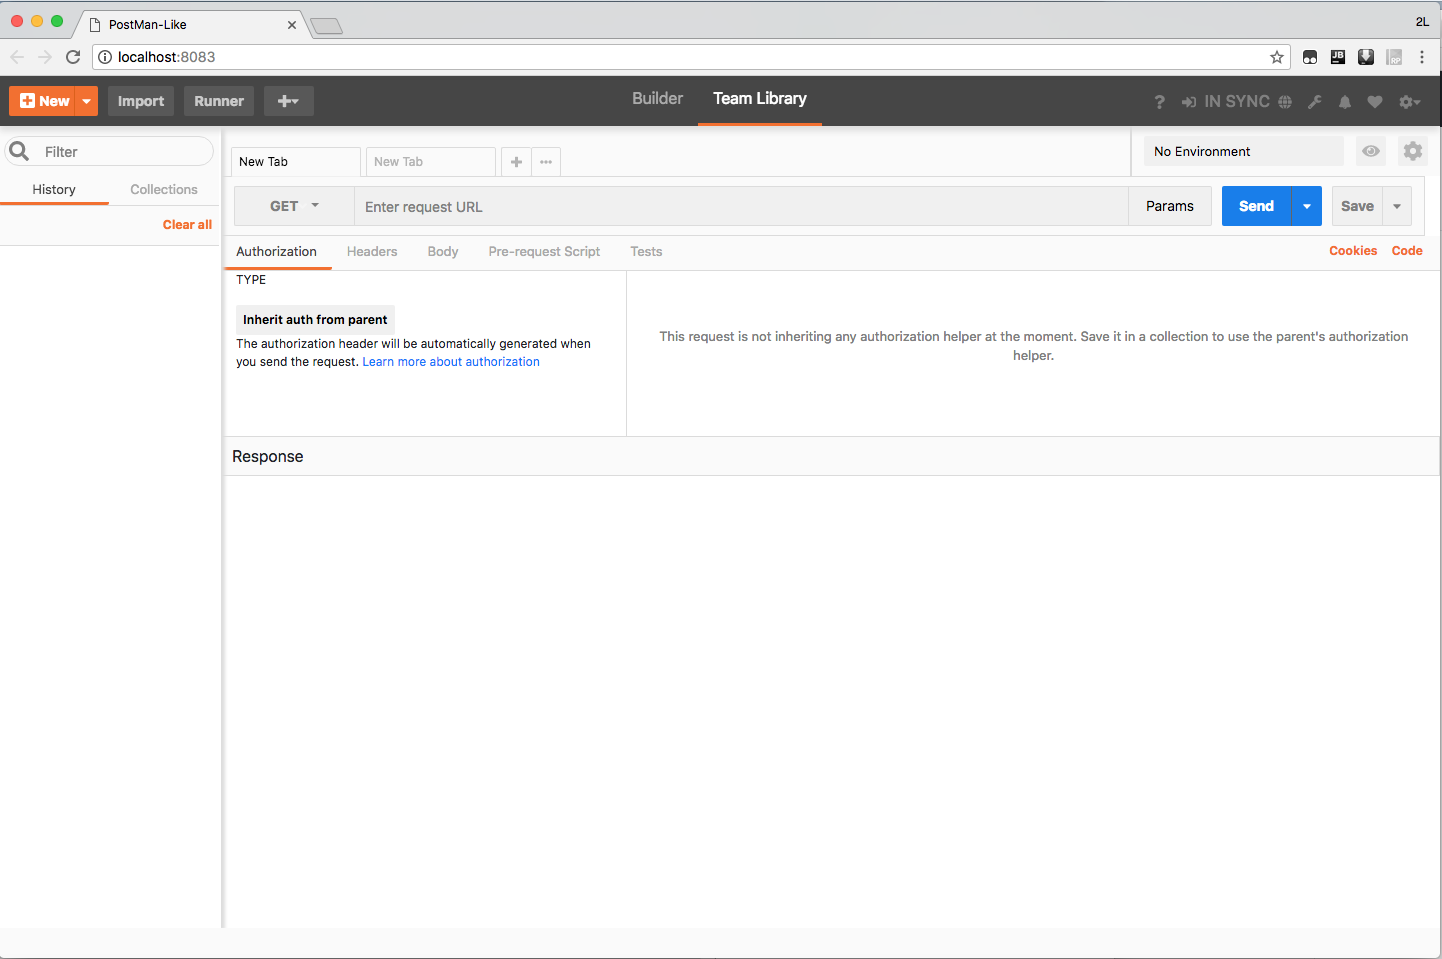 PostMan-Like
2L
localhost:8083
JB
RP
New
Import
Runner
Builder
Team Library
? IN SYNC
Filter
History
Collections
Clear all
New Tab
New Tab
No Environment
GET
Enter request URL
Params
Send
Save
Authorization
Headers
Body
Pre-request Script
Tests
Cookies
Code
TYPE
Inherit auth from parent
The authorization header will be automatically generated when
you send the request. Learn more about authorization
This request is not inheriting any authorization helper at the moment. Save it in a collection to use the parent's authorization
helper.
Response